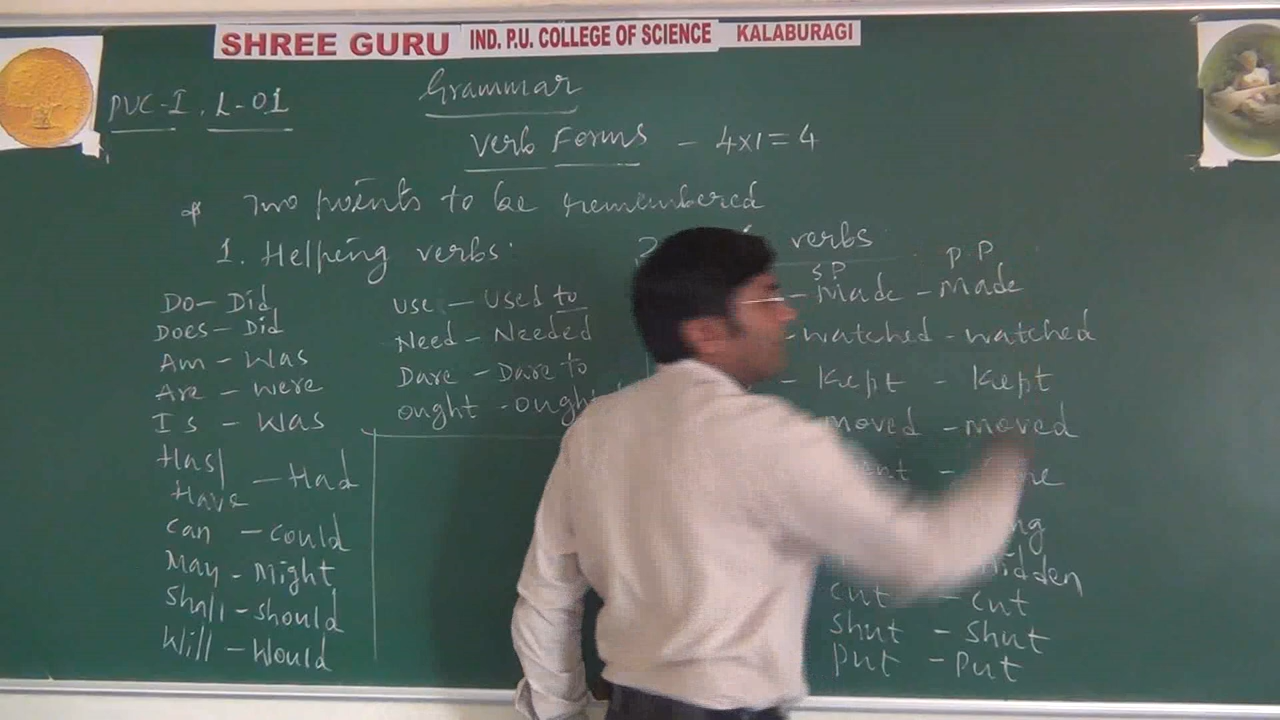 SHREE GURU IND. P.U. COLLEGE OF SCIENCE KALABURAGI
PUC-I, L-01
Grammar
Verb Forms - 4x1=4
* Two points to be remembered
1. Helping verbs:
Do - Did
Does - Did
Am - Was
Are - were
Is - Was
Has/
Have - Had
can - could
May - Might
Shall - should
Will - Would
use - Used to
Need - Needed
Dare - Dare to
ought - ought
2. verbs
S P P.P
- Made - Made
- watched - watched
- Kept - Kept
moved - moved
cut - cut
shut - shut
put - put